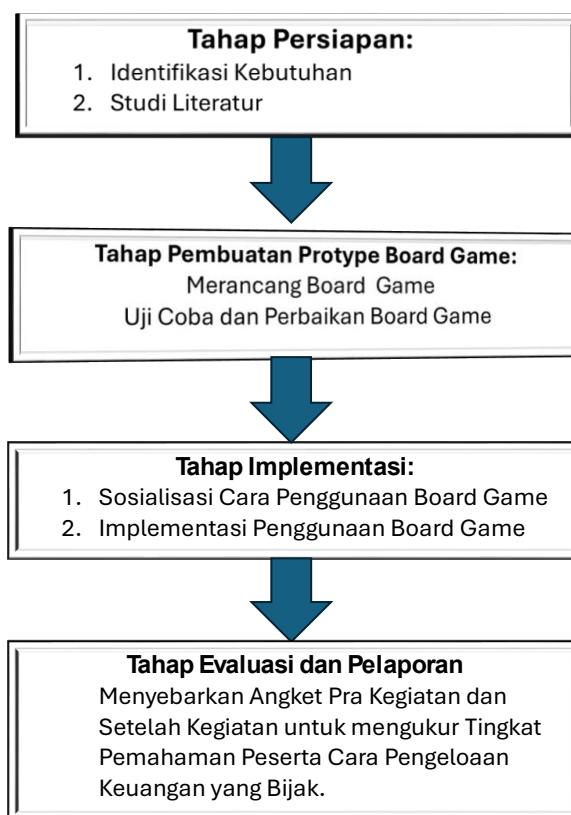 Tahap Persiapan:
1. Identifikasi Kebutuhan
2. Studi Literatur
Tahap Pembuatan Protype Board Game:
Merancang Board Game
Uji Coba dan Perbaikan Board Game
Tahap Implementasi:
1. Sosialisasi Cara Penggunaan Board Game
2. Implementasi Penggunaan Board Game
Tahap Evaluasi dan Pelaporan
Menyebarkan Angket Pra Kegiatan dan
Setelah Kegiatan untuk mengukur Tingkat
Pemahaman Peserta Cara Pengeloaan
Keuangan yang Bijak.